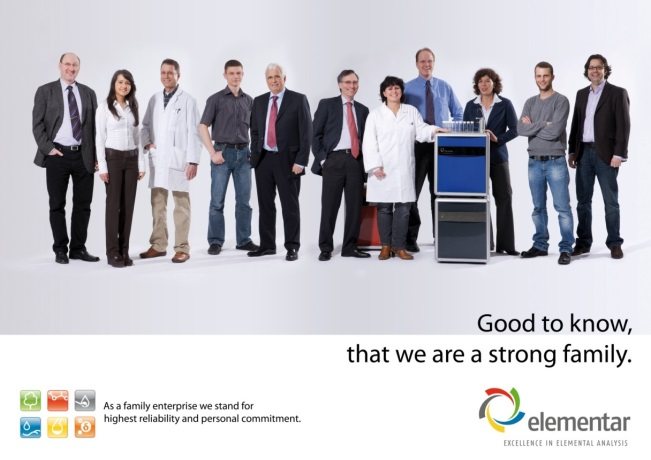 Good to know,
that we are a strong family.
As a family enterprise we stand for
highest reliability and personal commitment.
elementar
EXCELLENCE IN ELEMENTAL ANALYSIS